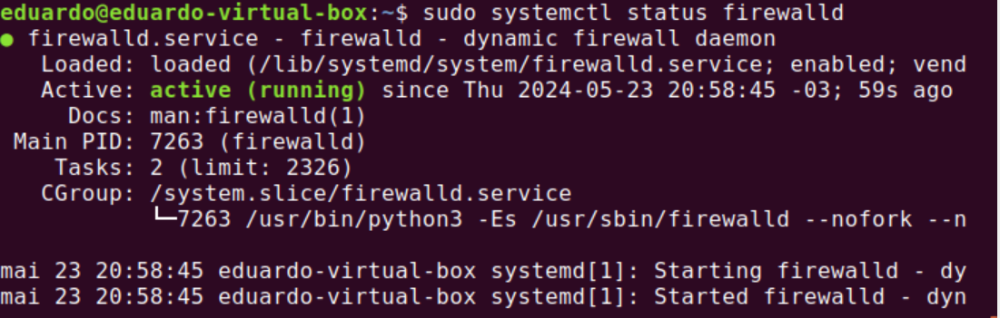 eduardo@eduardo-virtual-box:~$ sudo systemctl status firewalld
● firewalld.service - firewalld - dynamic firewall daemon
   Loaded: loaded (/lib/systemd/system/firewalld.service; enabled; vend
   Active: active (running) since Thu 2024-05-23 20:58:45 -03; 59s ago
     Docs: man:firewalld(1)
 Main PID: 7263 (firewalld)
    Tasks: 2 (limit: 2326)
   CGroup: /system.slice/firewalld.service
           └─7263 /usr/bin/python3 -Es /usr/sbin/firewalld --nofork --n
mai 23 20:58:45 eduardo-virtual-box systemd[1]: Starting firewalld - dy
mai 23 20:58:45 eduardo-virtual-box systemd[1]: Started firewalld - dyn